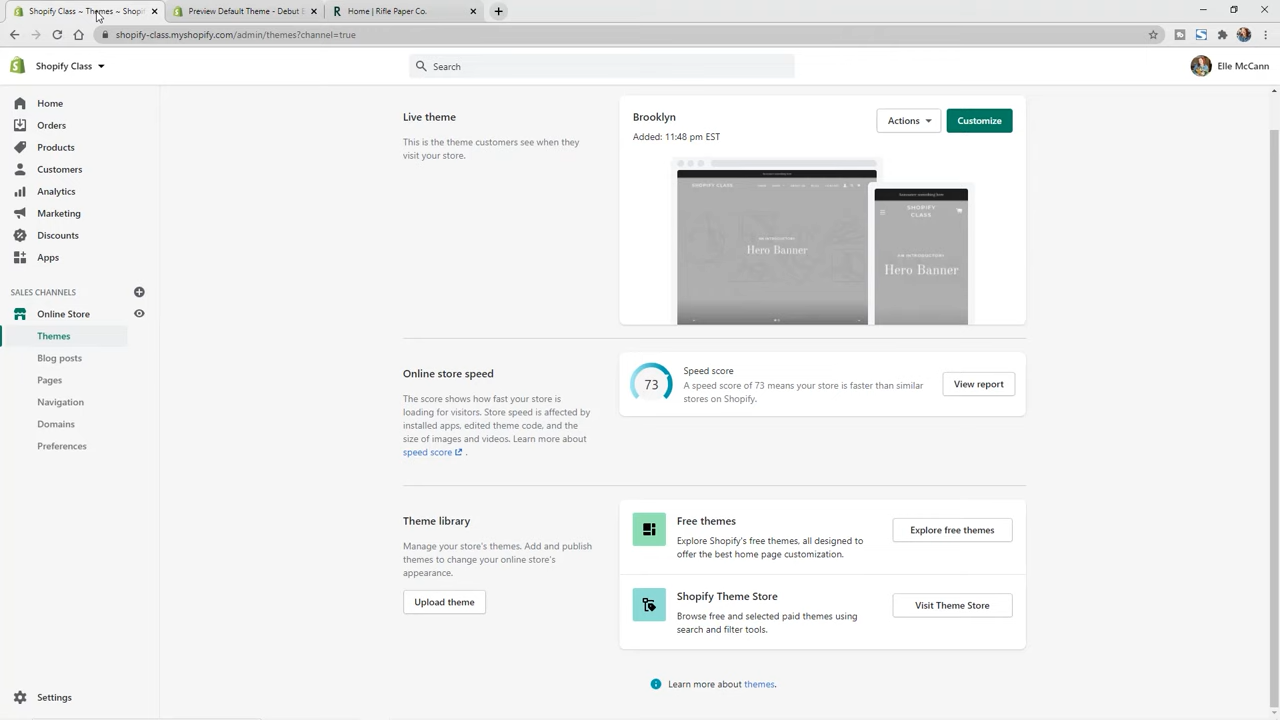 Shopify Class ~ Themes ~ Shopif
Preview Default Theme - Debut E
Home | Rifle Paper Co.
shopify-class.myshopify.com/admin/themes?channel=true
Shopify Class
Search
Elle McCann
Home
Orders
Products
Customers
Analytics
Marketing
Discounts
Apps
SALES CHANNELS
Online Store
Themes
Blog posts
Pages
Navigation
Domains
Preferences
Settings
Live theme
This is the theme customers see when they
visit your store.
Brooklyn
Added: 11:48 pm EST
Actions
Customize
SHOPIFY CLASS
Hero Banner
SHOPIFY
CLASS
AN INTRODUCTORY
Hero Banner
Online store speed
The score shows how fast your store is
loading for visitors. Store speed is affected by
installed apps, edited theme code, and the
size of images and videos. Learn more about
speed score .
73
Speed score
A speed score of 73 means your store is faster than similar
stores on Shopify.
View report
Theme library
Manage your store's themes. Add and publish
themes to change your online store's
appearance.
Upload theme
Free themes
Explore Shopify's free themes, all designed to
offer the best home page customization.
Explore free themes
Shopify Theme Store
Browse free and selected paid themes using
search and filter tools.
Visit Theme Store
Learn more about themes.